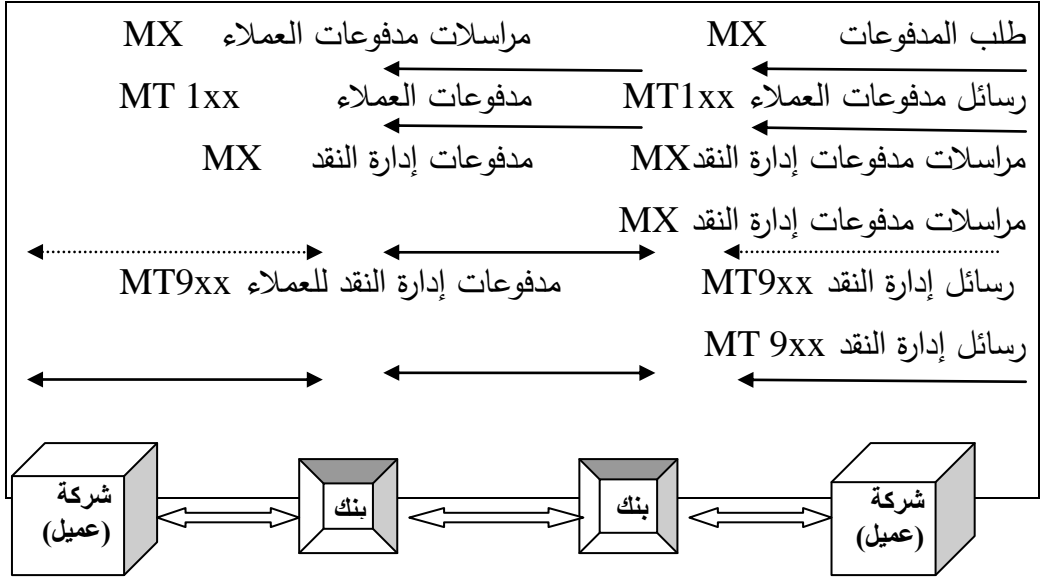 طلب المدفوعات MX مراسلات مدفوعات العملاء MX
رسائل مدفوعات العملاء MT1xx مدفوعات العملاء MT 1xx
مراسلات مدفوعات إدارة النقدMX مدفوعات إدارة النقد MX
مراسلات مدفوعات إدارة النقد MX
رسائل إدارة النقد MT9xx مدفوعات إدارة النقد للعملاء MT9xx
رسائل إدارة النقد MT 9xx
شركة
(عميل)
بنك
بنك
شركة
(عميل)